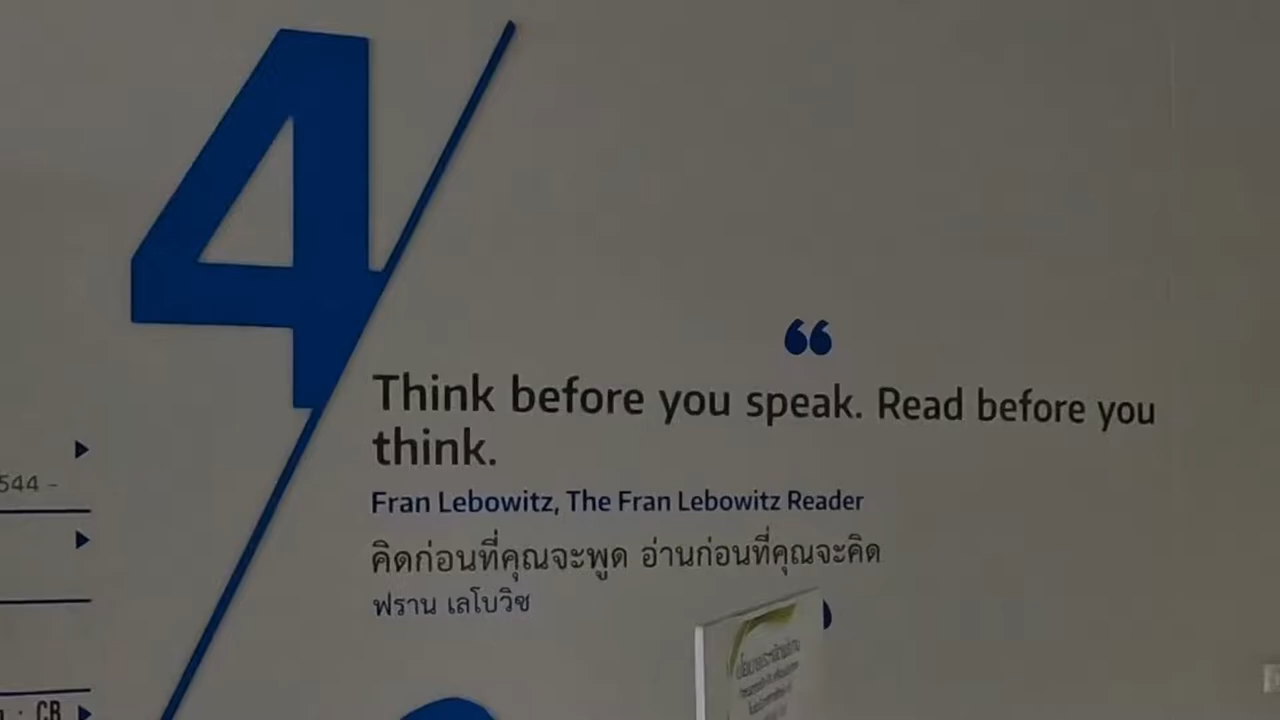 4/
Think before you speak. Read before you
think.
Fran Lebowitz, The Fran Lebowitz Reader
คิดก่อนที่คุณจะพูด อ่านก่อนที่คุณจะคิด
ฟราน เลโบวิช
544 –
CB